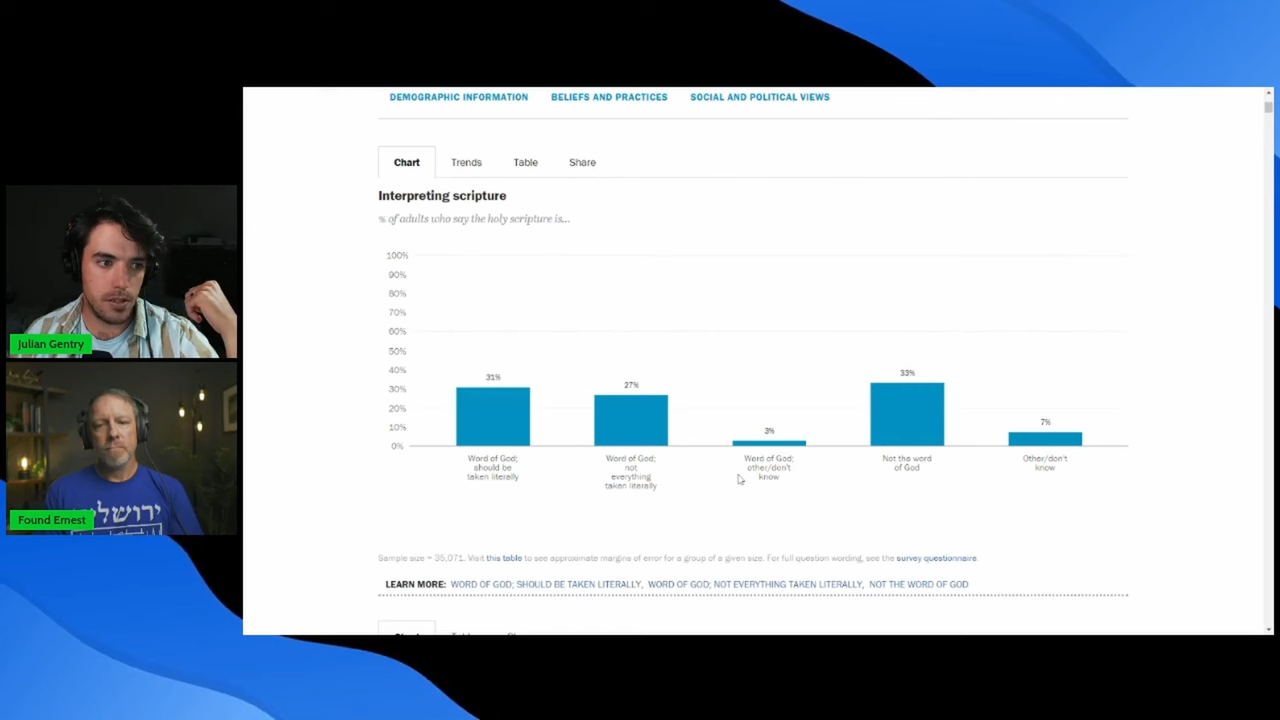 DEMOGRAPHIC INFORMATION BELIEFS AND PRACTICES SOCIAL AND POLITICAL VIEWS
Chart Trends Table Share
Interpreting scripture
% of adults who say the holy scripture is...
100%
90%
80%
70%
60%
50%
40%
30%
20%
10%
0%
31%
27%
3%
33%
7%
Word of God;
should be
taken literally
Word of God;
not
everything
taken literally
Word of God;
other/don't
know
Not the word
of God
Other/don't
know
Sample size = 35,071. Visit this table to see approximate margins of error for a group of a given size. For full question wording, see the survey questionnaire.
LEARN MORE: WORD OF GOD; SHOULD BE TAKEN LITERALLY, WORD OF GOD; NOT EVERYTHING TAKEN LITERALLY, NOT THE WORD OF GOD
Julian Gentry
ירושלים
Found Ernest